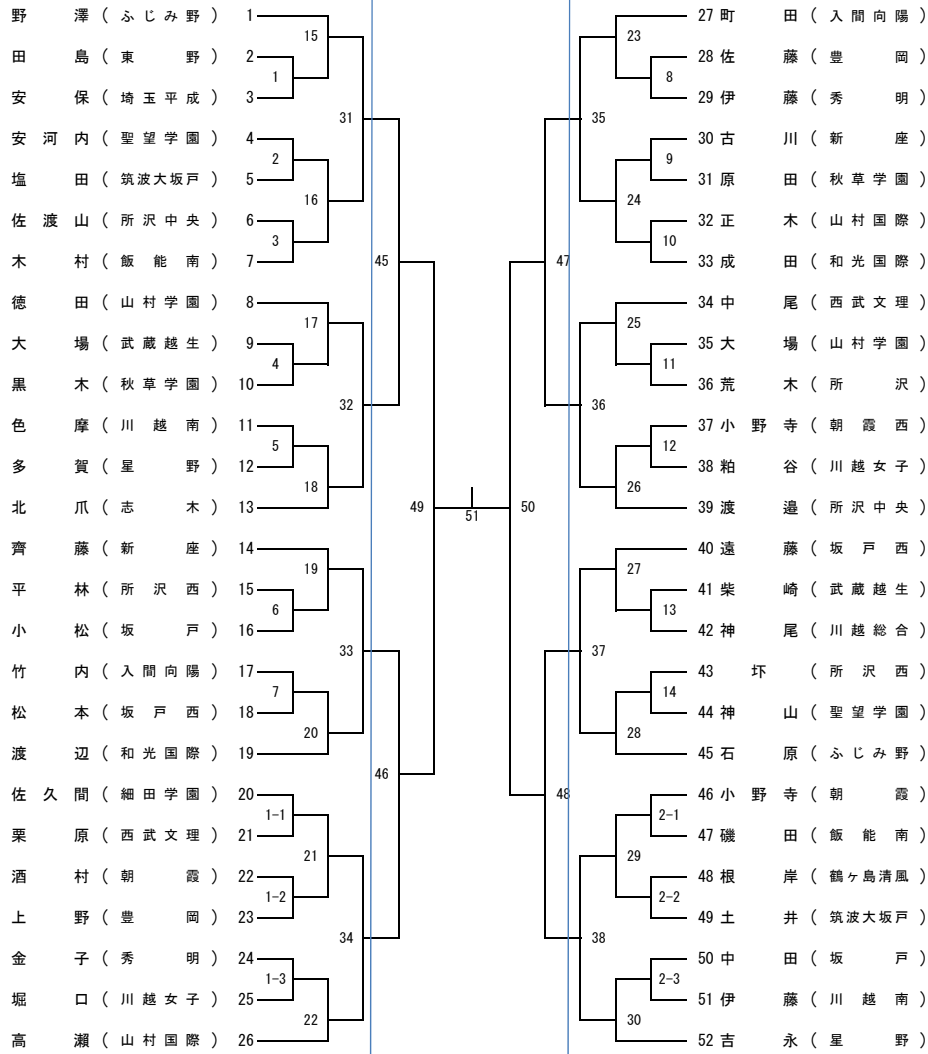 野澤（ふじみ野）1
田島（東野）2
安保（埼玉平成）3
安河内（聖望学園）4
塩田（筑波大坂戸）5
佐渡山（所沢中央）6
木村（飯能南）7
徳田（山村学園）8
大場（武蔵越生）9
黒木（秋草学園）10
色摩（川越南）11
多賀（星野）12
北爪（志木）13
齊藤（新座）14
平林（所沢西）15
小松（坂戸）16
竹内（入間向陽）17
松本（坂戸西）18
渡辺（和光国際）19
佐久間（細田学園）20
栗原（西武文理）21
酒村（朝霞）22
上野（豊岡）23
金子（秀明）24
堀口（川越女子）25
高瀬（山村国際）26
15
1
31
2
16
3
45
17
4
32
5
18
49
19
6
33
7
20
46
1-1
21
1-2
34
1-3
22
51
23
8
35
9
24
10
47
25
11
36
12
26
50
27
13
37
14
28
48
2-1
29
2-2
38
2-3
30
27 町田（入間向陽）
28 佐藤（豊岡）
29 伊藤（秀明）
30 古川（新座）
31 原田（秋草学園）
32 正木（山村国際）
33 成田（和光国際）
34 中尾（西武文理）
35 大場（山村学園）
36 荒木（所沢）
37 小野寺（朝霞西）
38 粕谷（川越女子）
39 渡邉（所沢中央）
40 遠藤（坂戸西）
41 柴崎（武蔵越生）
42 神尾（川越総合）
43 圷（所沢西）
44 神山（聖望学園）
45 石原（ふじみ野）
46 小野寺（朝霞）
47 磯田（飯能南）
48 根岸（鶴ヶ島清風）
49 土井（筑波大坂戸）
50 中田（坂戸）
51 伊藤（川越南）
52 吉永（星野）